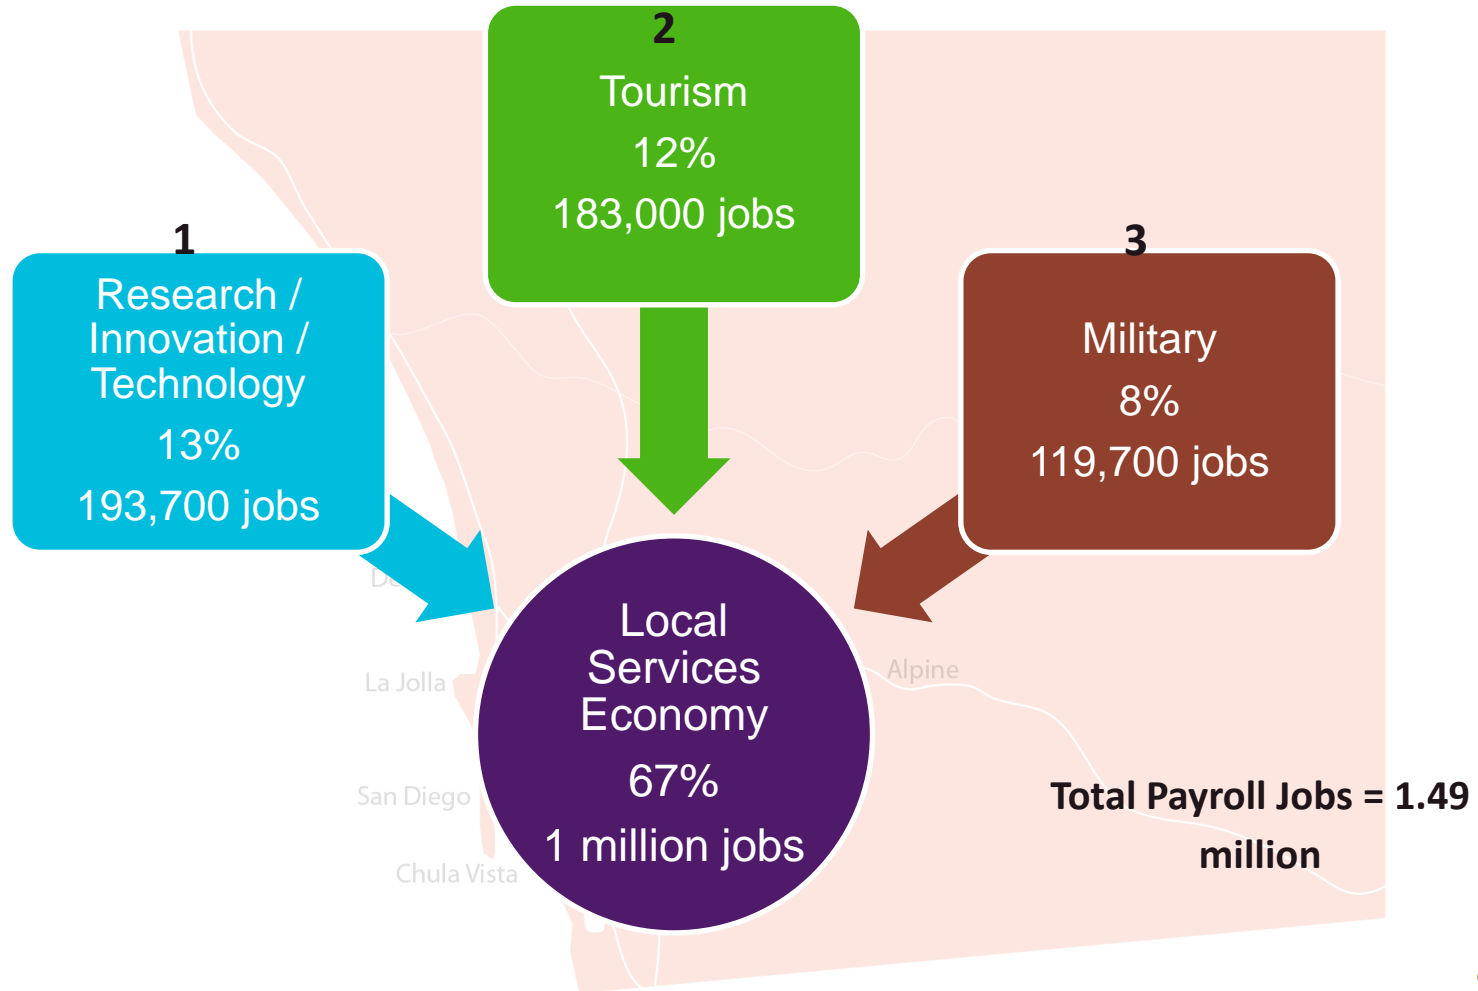 1
Research /
Innovation /
Technology
13%
193,700 jobs
2
Tourism
12%
183,000 jobs
3
Military
8%
119,700 jobs
Local
Services
Economy
67%
1 million jobs
La Jolla
Alpine
San Diego
Chula Vista
Total Payroll Jobs = 1.49
million